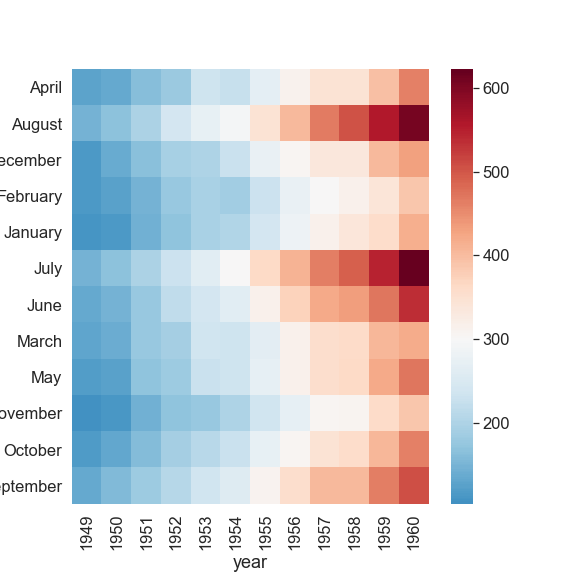 April
August
ecember
February
January
July
June
March
May
ovember
October
eptember
1949 1950 1951 1952 1953 1954 1955 1956 1957 1958 1959 1960
year
600
500
400
300
200